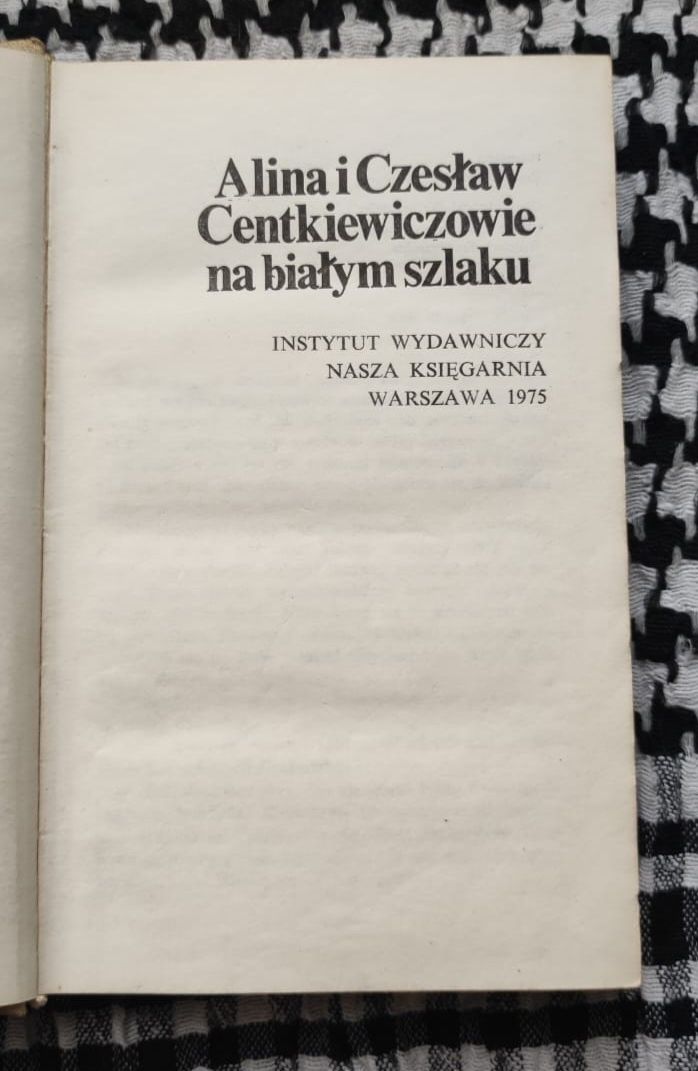 Alina i Czesław
Centkiewiczowie
na białym szlaku
INSTYTUT WYDAWNICZY
NASZA KSIĘGARNIA
WARSZAWA 1975